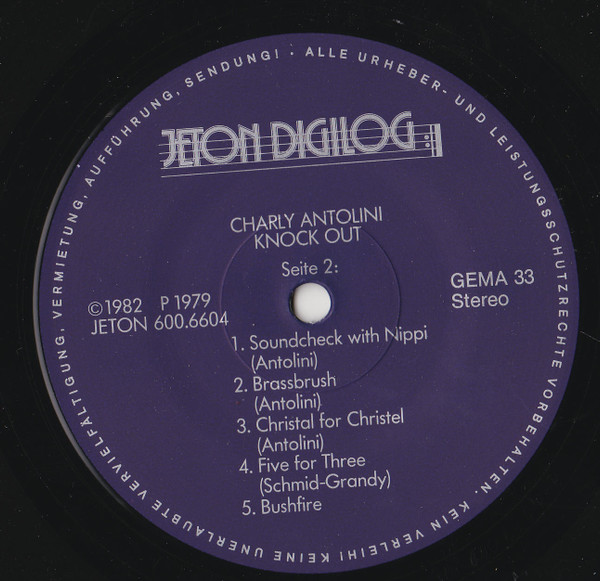 ALLE URHEBER- UND LEISTUNGSSCHUTZRECHTE VORBEHALTEN. KEIN VERLEIH! KEINE UNERLAUBTE VERVIELFÄLTIGUNG, VERMIETUNG, AUFFÜHRUNG, SENDUNG! ·
JETON DIGILOG
CHARLY ANTOLINI
KNOCK OUT
Seite 2:
©1982 P 1979
JETON 600.6604
GEMA 33
Stereo
1. Soundcheck with Nippi
(Antolini)
2. Brassbrush
(Antolini)
3. Christal for Christel
(Antolini)
4. Five for Three
(Schmid-Grandy)
5. Bushfire